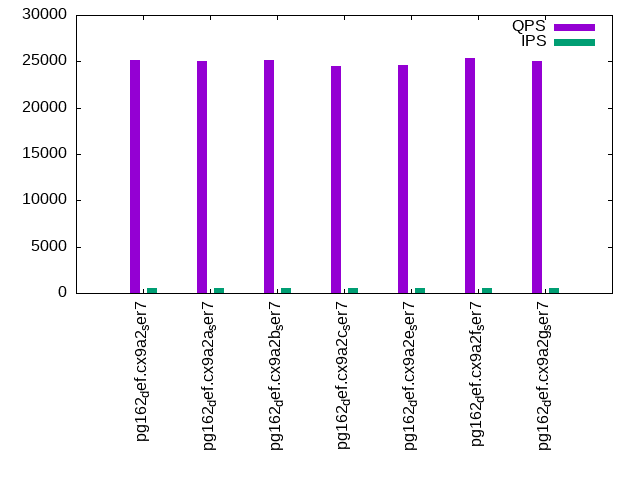 30000
25000
20000
15000
10000
5000
0
QPS
IPS
pg162def.cx9a2ser7
pg162def.cx9a2aser7
pg162def.cx9a2bser7
pg162def.cx9a2cser7
pg162def.cx9a2eser7
pg162def.cx9a2fser7
pg162def.cx9a2gser7